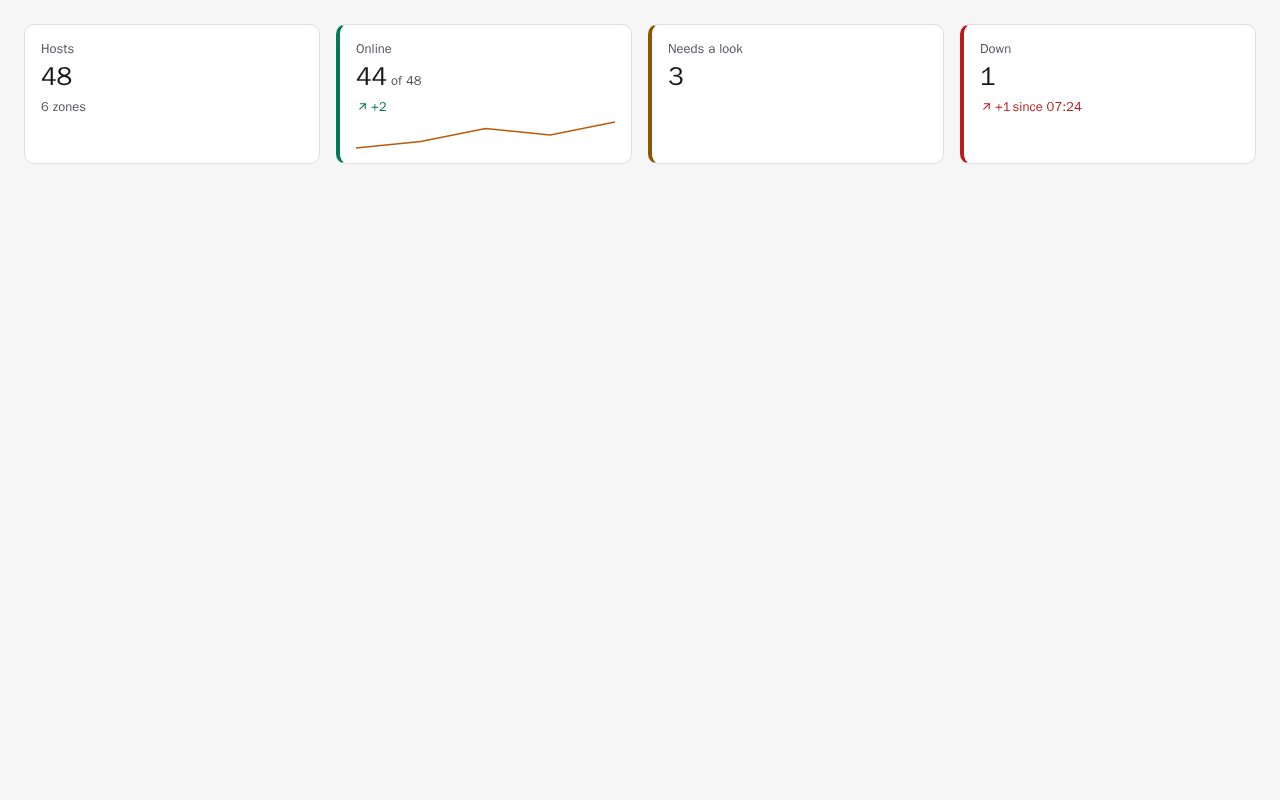 Hosts
48
6 zones
Online
44 of 48
+2
Needs a look
3
Down
1
+1 since 07:24